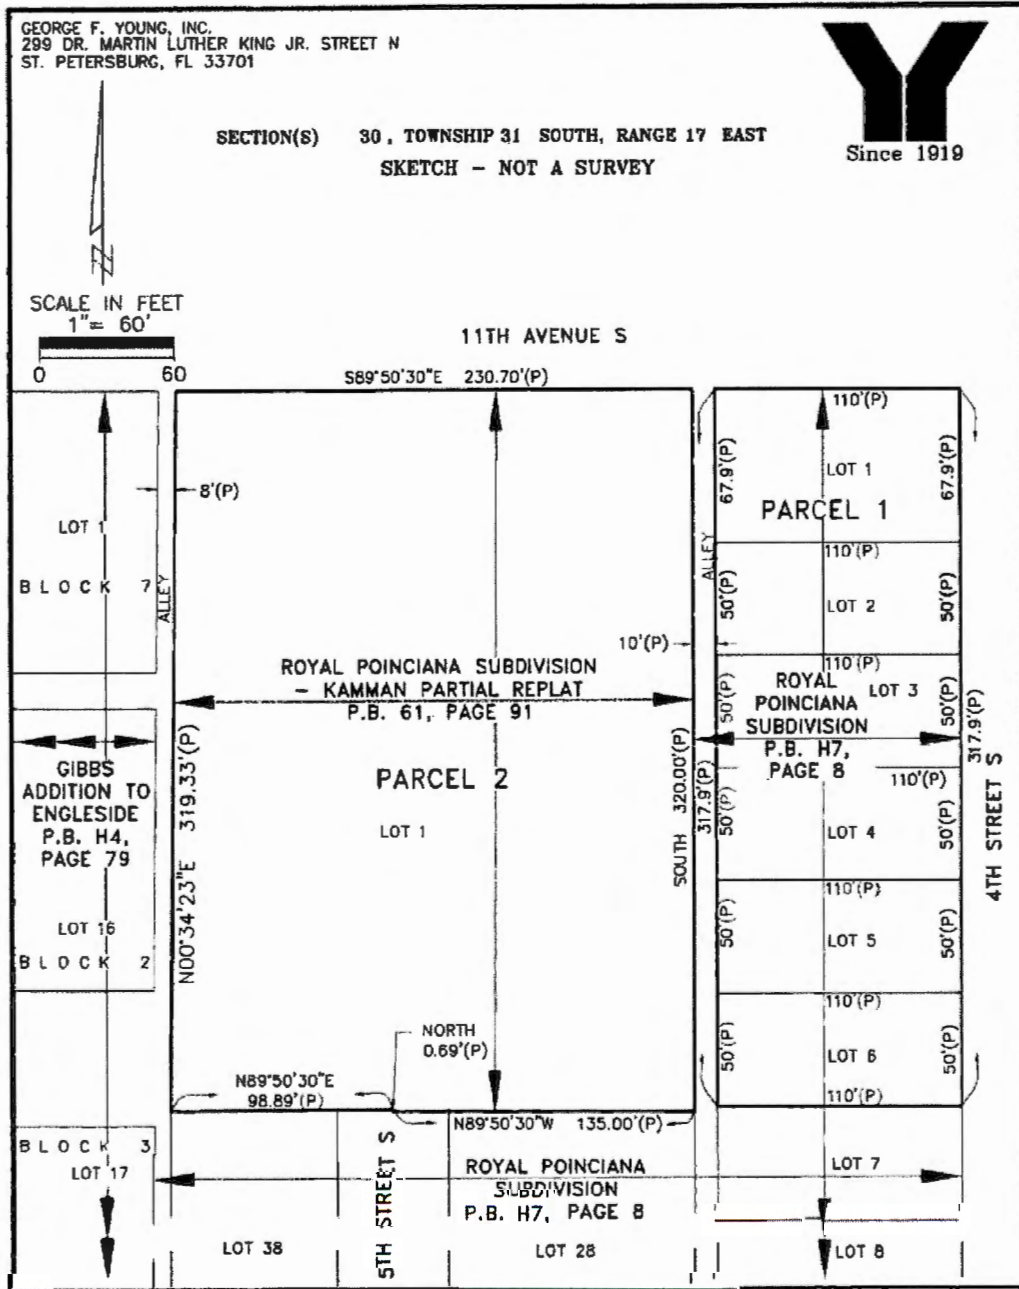 GEORGE F. YOUNG, INC.
299 DR. MARTIN LUTHER KING JR. STREET N
ST. PETERSBURG, FL 33701
Since 1919
SECTION(S) 30, TOWNSHIP 31 SOUTH, RANGE 17 EAST
SKETCH - NOT A SURVEY
N
SCALE IN FEET
1"= 60'
0 60
11TH AVENUE S
S89°50'30"E 230.70'(P)
LOT 1
BLOCK 7
8'(P)
ALLEY
ROYAL POINCIANA SUBDIVISION
- KAMMAN PARTIAL REPLAT
P.B. 61, PAGE 91
PARCEL 2
LOT 1
N00°34'23"E 319.33'(P)
GIBBS
ADDITION TO
ENGLESIDE
P.B. H4,
PAGE 79
LOT 16
BLOCK 2
SOUTH 320.00'(P)
10'(P)
ALLEY
317.9'(P)
110'(P)
67.9'(P)
LOT 1
67.9'(P)
PARCEL 1
110'(P)
50'(P)
LOT 2
50'(P)
110'(P)
50'(P)
LOT 3
50'(P)
ROYAL
POINCIANA
SUBDIVISION
P.B. H7,
PAGE 8
317.9'(P)
4TH STREET S
110'(P)
50'(P)
LOT 4
50'(P)
110'(P)
50'(P)
LOT 5
50'(P)
110'(P)
50'(P)
LOT 6
50'(P)
110'(P)
NORTH
0.69'(P)
N89°50'30"E
98.89'(P)
N89°50'30"W 135.00'(P)
BLOCK 3
LOT 17
5TH STREET S
ROYAL POINCIANA
SUBDIVISION
P.B. H7, PAGE 8
LOT 7
LOT 38
LOT 28
LOT 8